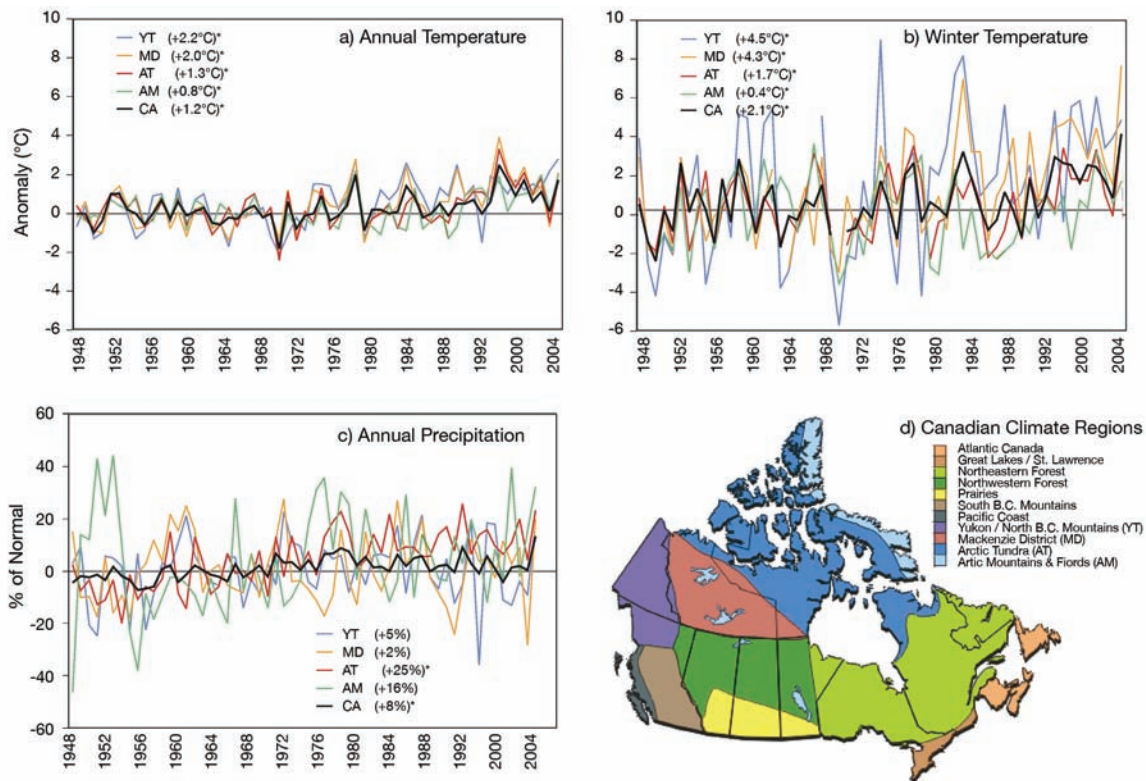 a) Annual Temperature
YT (+2.2°C)*
MD (+2.0°C)*
AT (+1.3°C)*
AM (+0.8°C)*
CA (+1.2°C)*
Anomaly (°C)
10
8
6
4
2
0
-2
-4
-6
1948
1952
1956
1960
1964
1968
1972
1976
1980
1984
1988
1992
1996
2000
2004
b) Winter Temperature
YT (+4.5°C)*
MD (+4.3°C)*
AT (+1.7°C)*
AM (+0.4°C)*
CA (+2.1°C)*
10
8
6
4
2
0
-2
-4
-6
1948
1952
1956
1960
1964
1968
1972
1976
1980
1984
1988
1992
1996
2000
2004
c) Annual Precipitation
% of Normal
60
40
20
0
-20
-40
-60
YT (+5%)
MD (+2%)
AT (+25%)*
AM (+16%)
CA (+8%)*
1948
1952
1956
1960
1964
1968
1972
1976
1980
1984
1988
1992
1996
2000
2004
d) Canadian Climate Regions
Atlantic Canada
Great Lakes / St. Lawrence
Northeastern Forest
Northwestern Forest
Prairies
South B.C. Mountains
Pacific Coast
Yukon / North B.C. Mountains (YT)
Mackenzie District (MD)
Arctic Tundra (AT)
Artic Mountains & Fiords (AM)